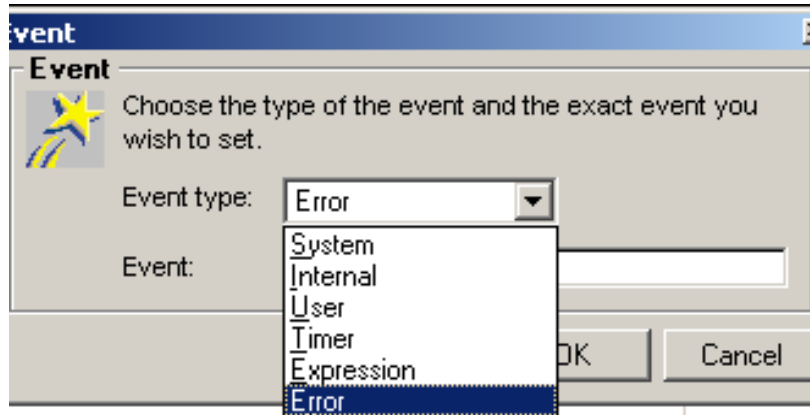 Event
Event
Choose the type of the event and the exact event you
wish to set.
Event type: Error
System
Event:
Internal
User
Timer
Expression
OK Cancel
Error